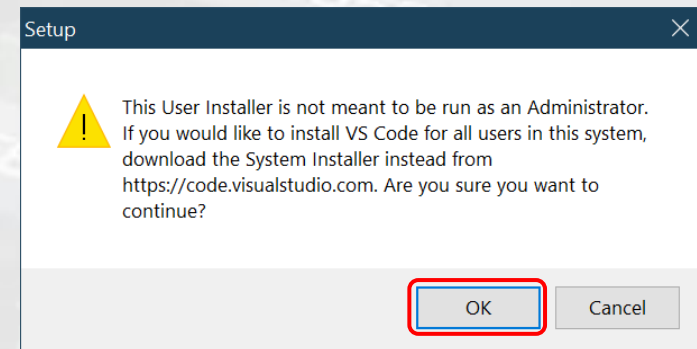 Setup
This User Installer is not meant to be run as an Administrator.
If you would like to install VS Code for all users in this system,
download the System Installer instead from
https://code.visualstudio.com. Are you sure you want to
continue?
OK
Cancel